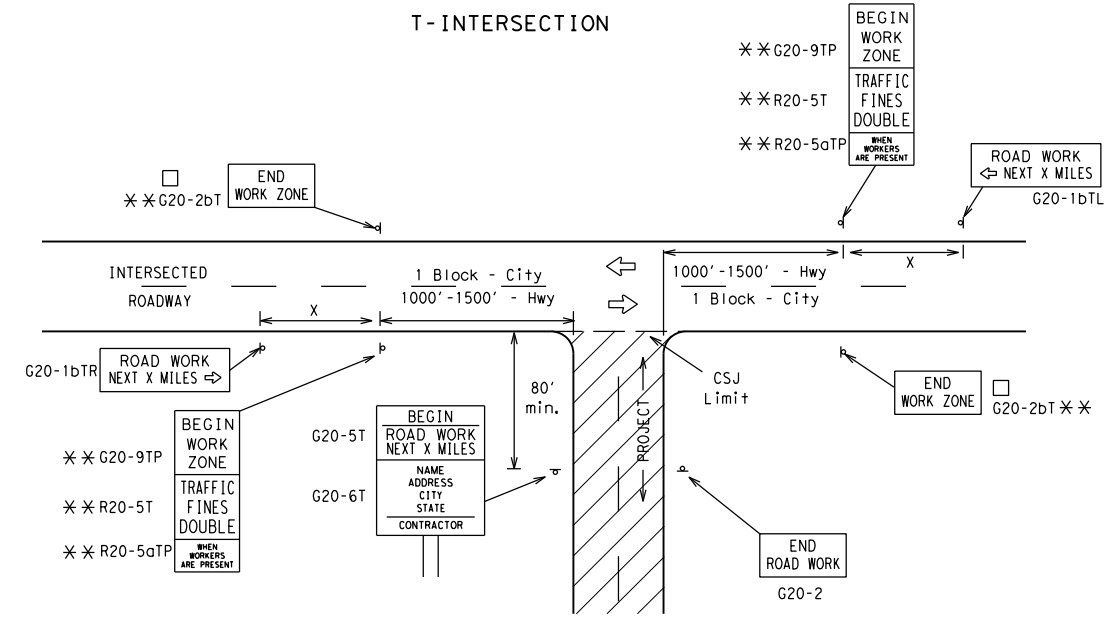 T-INTERSECTION
BEGIN
WORK
ZONE
**G20-9TP
TRAFFIC
FINES
DOUBLE
**R20-5T
WHEN
WORKERS
ARE PRESENT
**R20-5aTP
ROAD WORK
⇦ NEXT X MILES
G20-1bTL
END
WORK ZONE
□
**G20-2bT
INTERSECTED
ROADWAY
1 Block - City
1000'-1500' - Hwy
X
⇦
⇨
1000'-1500' - Hwy
1 Block - City
X
G20-1bTR
ROAD WORK
NEXT X MILES ⇨
80'
min.
PROJECT
CSJ
Limit
END
WORK ZONE
□
G20-2bT **
BEGIN
WORK
ZONE
**G20-9TP
TRAFFIC
FINES
DOUBLE
**R20-5T
WHEN
WORKERS
ARE PRESENT
**R20-5aTP
BEGIN
ROAD WORK
NEXT X MILES
G20-5T
NAME
ADDRESS
CITY
STATE
CONTRACTOR
G20-6T
END
ROAD WORK
G20-2